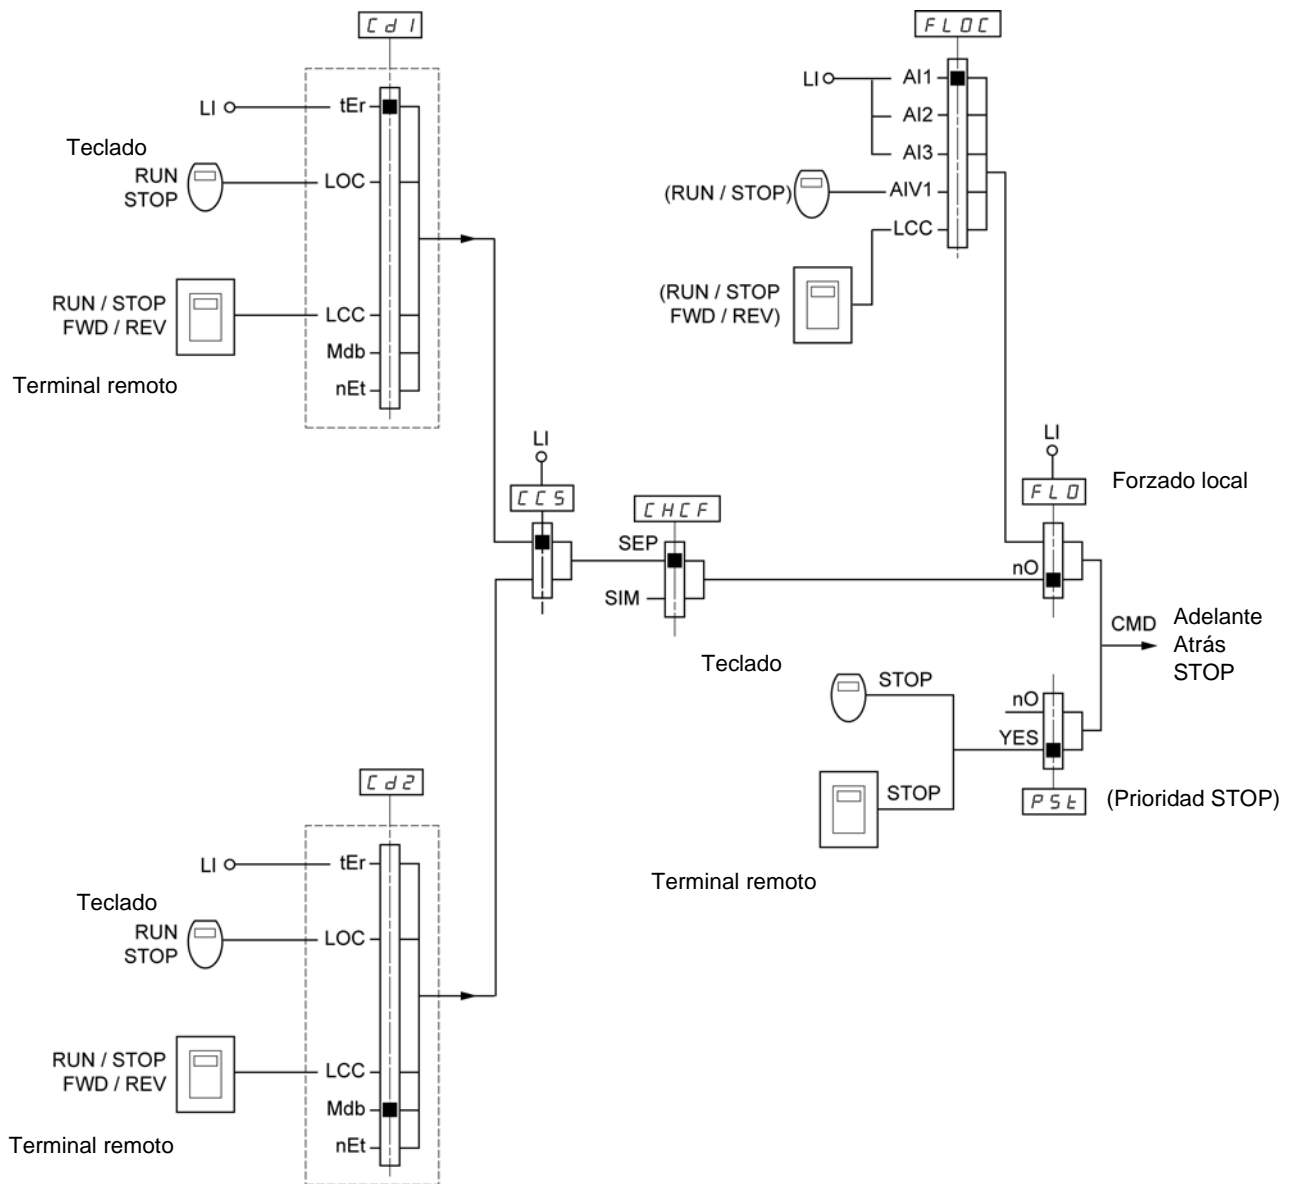 Cd1
LI
tEr
Teclado
RUN
STOP
LOC
RUN / STOP
FWD / REV
LCC
Mdb
nEt
Terminal remoto
FLOC
LI
AI1
AI2
AI3
(RUN / STOP)
AIV1
LCC
(RUN / STOP
FWD / REV)
LI
CCS
CHCF
SEP
SIM
LI
FLO
Forzado local
nO
CMD
Adelante
Atrás
STOP
Teclado
STOP
nO
YES
STOP
PSt
(Prioridad STOP)
Terminal remoto
Cd2
LI
tEr
Teclado
RUN
STOP
LOC
RUN / STOP
FWD / REV
LCC
Mdb
nEt
Terminal remoto